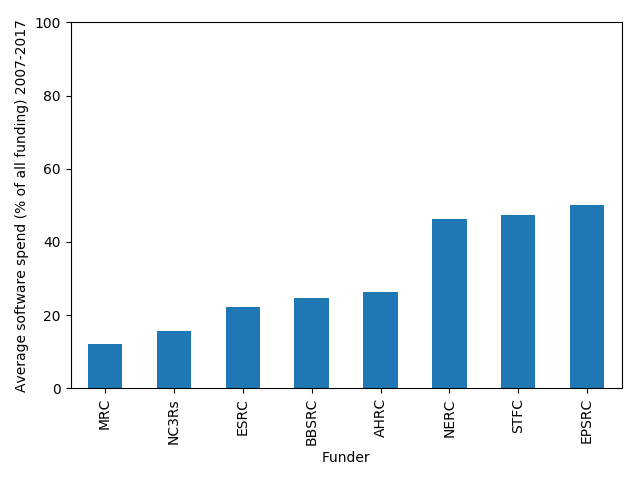 Average software spend (% of all funding) 2007-2017
100
80
60
40
20
0
MRC
NC3Rs
ESRC
BBSRC
AHRC
NERC
STFC
EPSRC
Funder